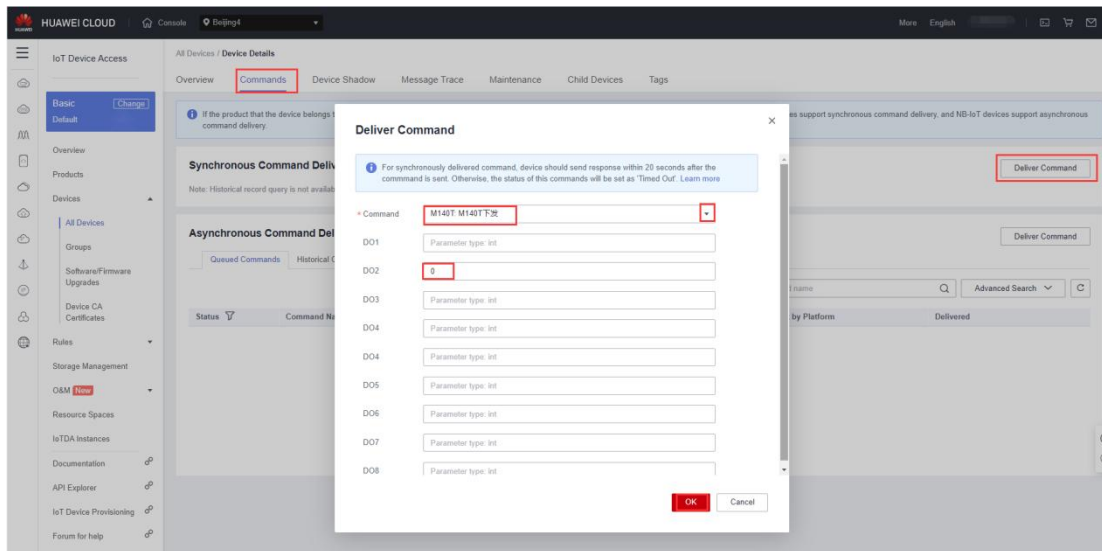 HUAWEI
HUAWEI CLOUD
Console
Beijing4
More
English
IoT Device Access
Basic
Change
Default
Overview
Products
Devices
All Devices
Groups
Software/Firmware
Upgrades
Device CA
Certificates
Rules
Storage Management
O&M New
Resource Spaces
IoTDA Instances
Documentation
API Explorer
IoT Device Provisioning
Forum for help
All Devices / Device Details
Overview
Commands
Device Shadow
Message Trace
Maintenance
Child Devices
Tags
If the product that the device belongs
es support synchronous command delivery, and NB-IoT devices support asynchronous
command delivery.
Synchronous Command Deliv
Deliver Command
Note: Historical record query is not availab
Asynchronous Command Del
Deliver Command
Queued Commands
Historical
name
Advanced Search
Status
Command Na
by Platform
Delivered
Deliver Command
For synchronously delivered command, device should send response within 20 seconds after the
commmand is sent. Otherwise, the status of this commands will be set as 'Timed Out'. Learn more
* Command
M140T: M140T下发
DO1
Parameter type: int
DO2
0
DO3
Parameter type: int
DO4
Parameter type: int
DO4
Parameter type: int
DO5
Parameter type: int
DO6
Parameter type: int
DO7
Parameter type: int
DO8
Parameter type: int
OK
Cancel